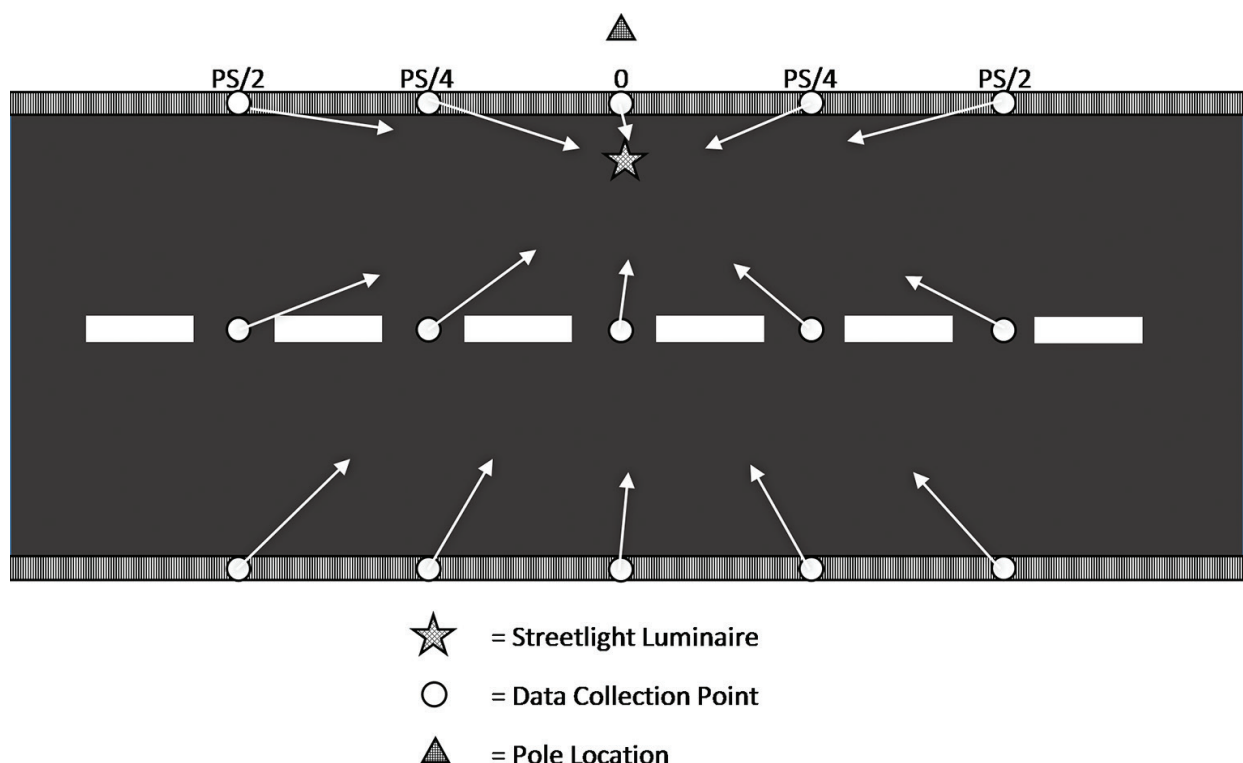 PS/2 PS/4 0 PS/4 PS/2
= Streetlight Luminaire
= Data Collection Point
= Pole Location